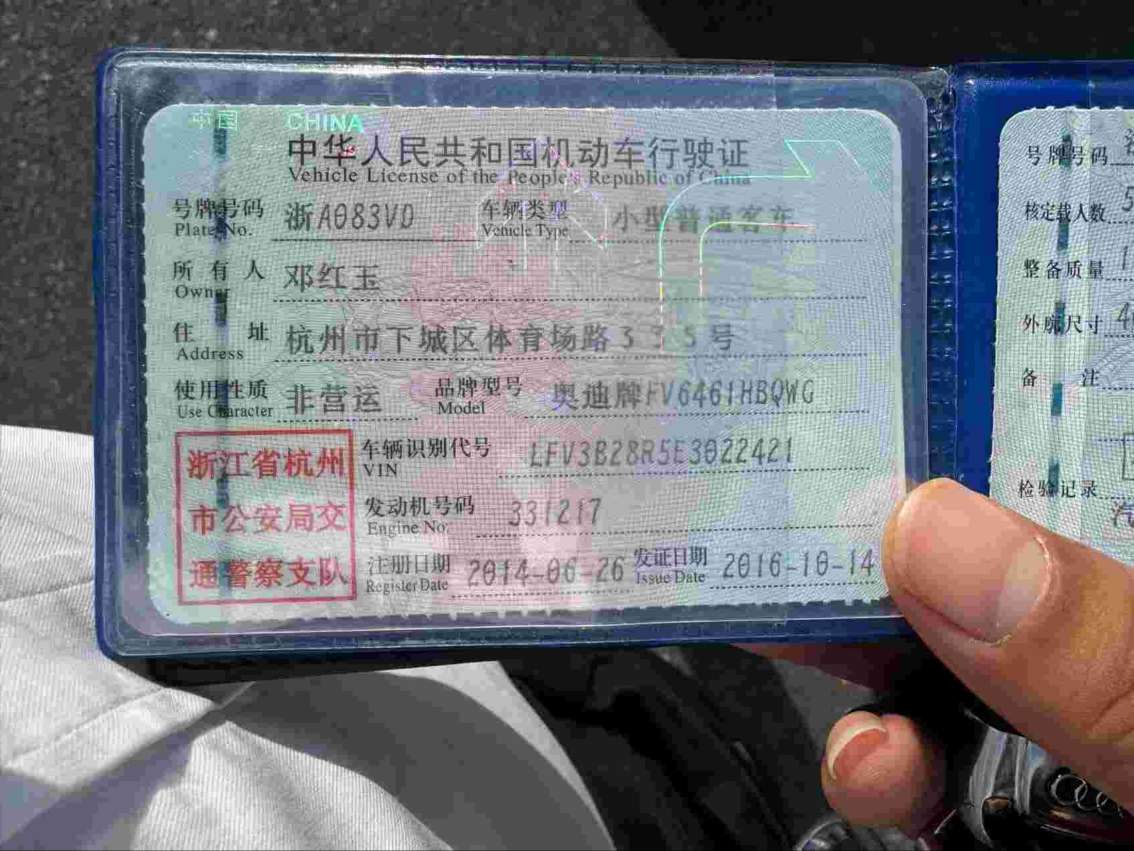 中国 CHINA
中华人民共和国机动车行驶证
Vehicle License of the People's Republic of China
号牌号码 浙A083VD 车辆类型 小型普通客车
Plate No. Vehicle Type
所有人 邓红玉
Owner
住址 杭州市下城区体育场路335号
Address
使用性质 非营运 品牌型号 奥迪牌FV6461HBQWG
Use Character Model
车辆识别代号 LFV3B28R5E3022421
VIN
发动机号码 331217
Engine No.
注册日期 2014-06-26 发证日期 2016-10-14
Register Date Issue Date
浙江省杭州
市公安局交
通警察支队
号牌号码
核定载人数 5
整备质量 1
外廓尺寸 4
备注
检验记录